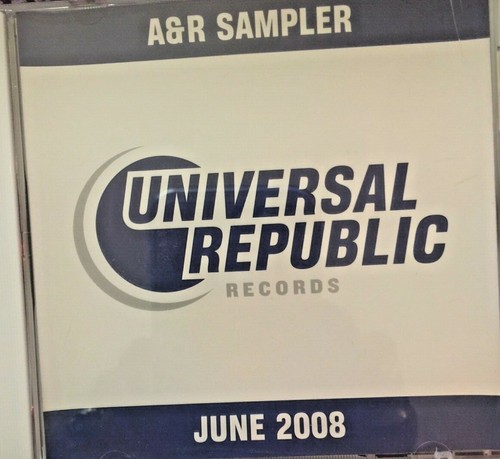 A&R SAMPLER
UNIVERSAL
REPUBLIC
RECORDS
JUNE 2008